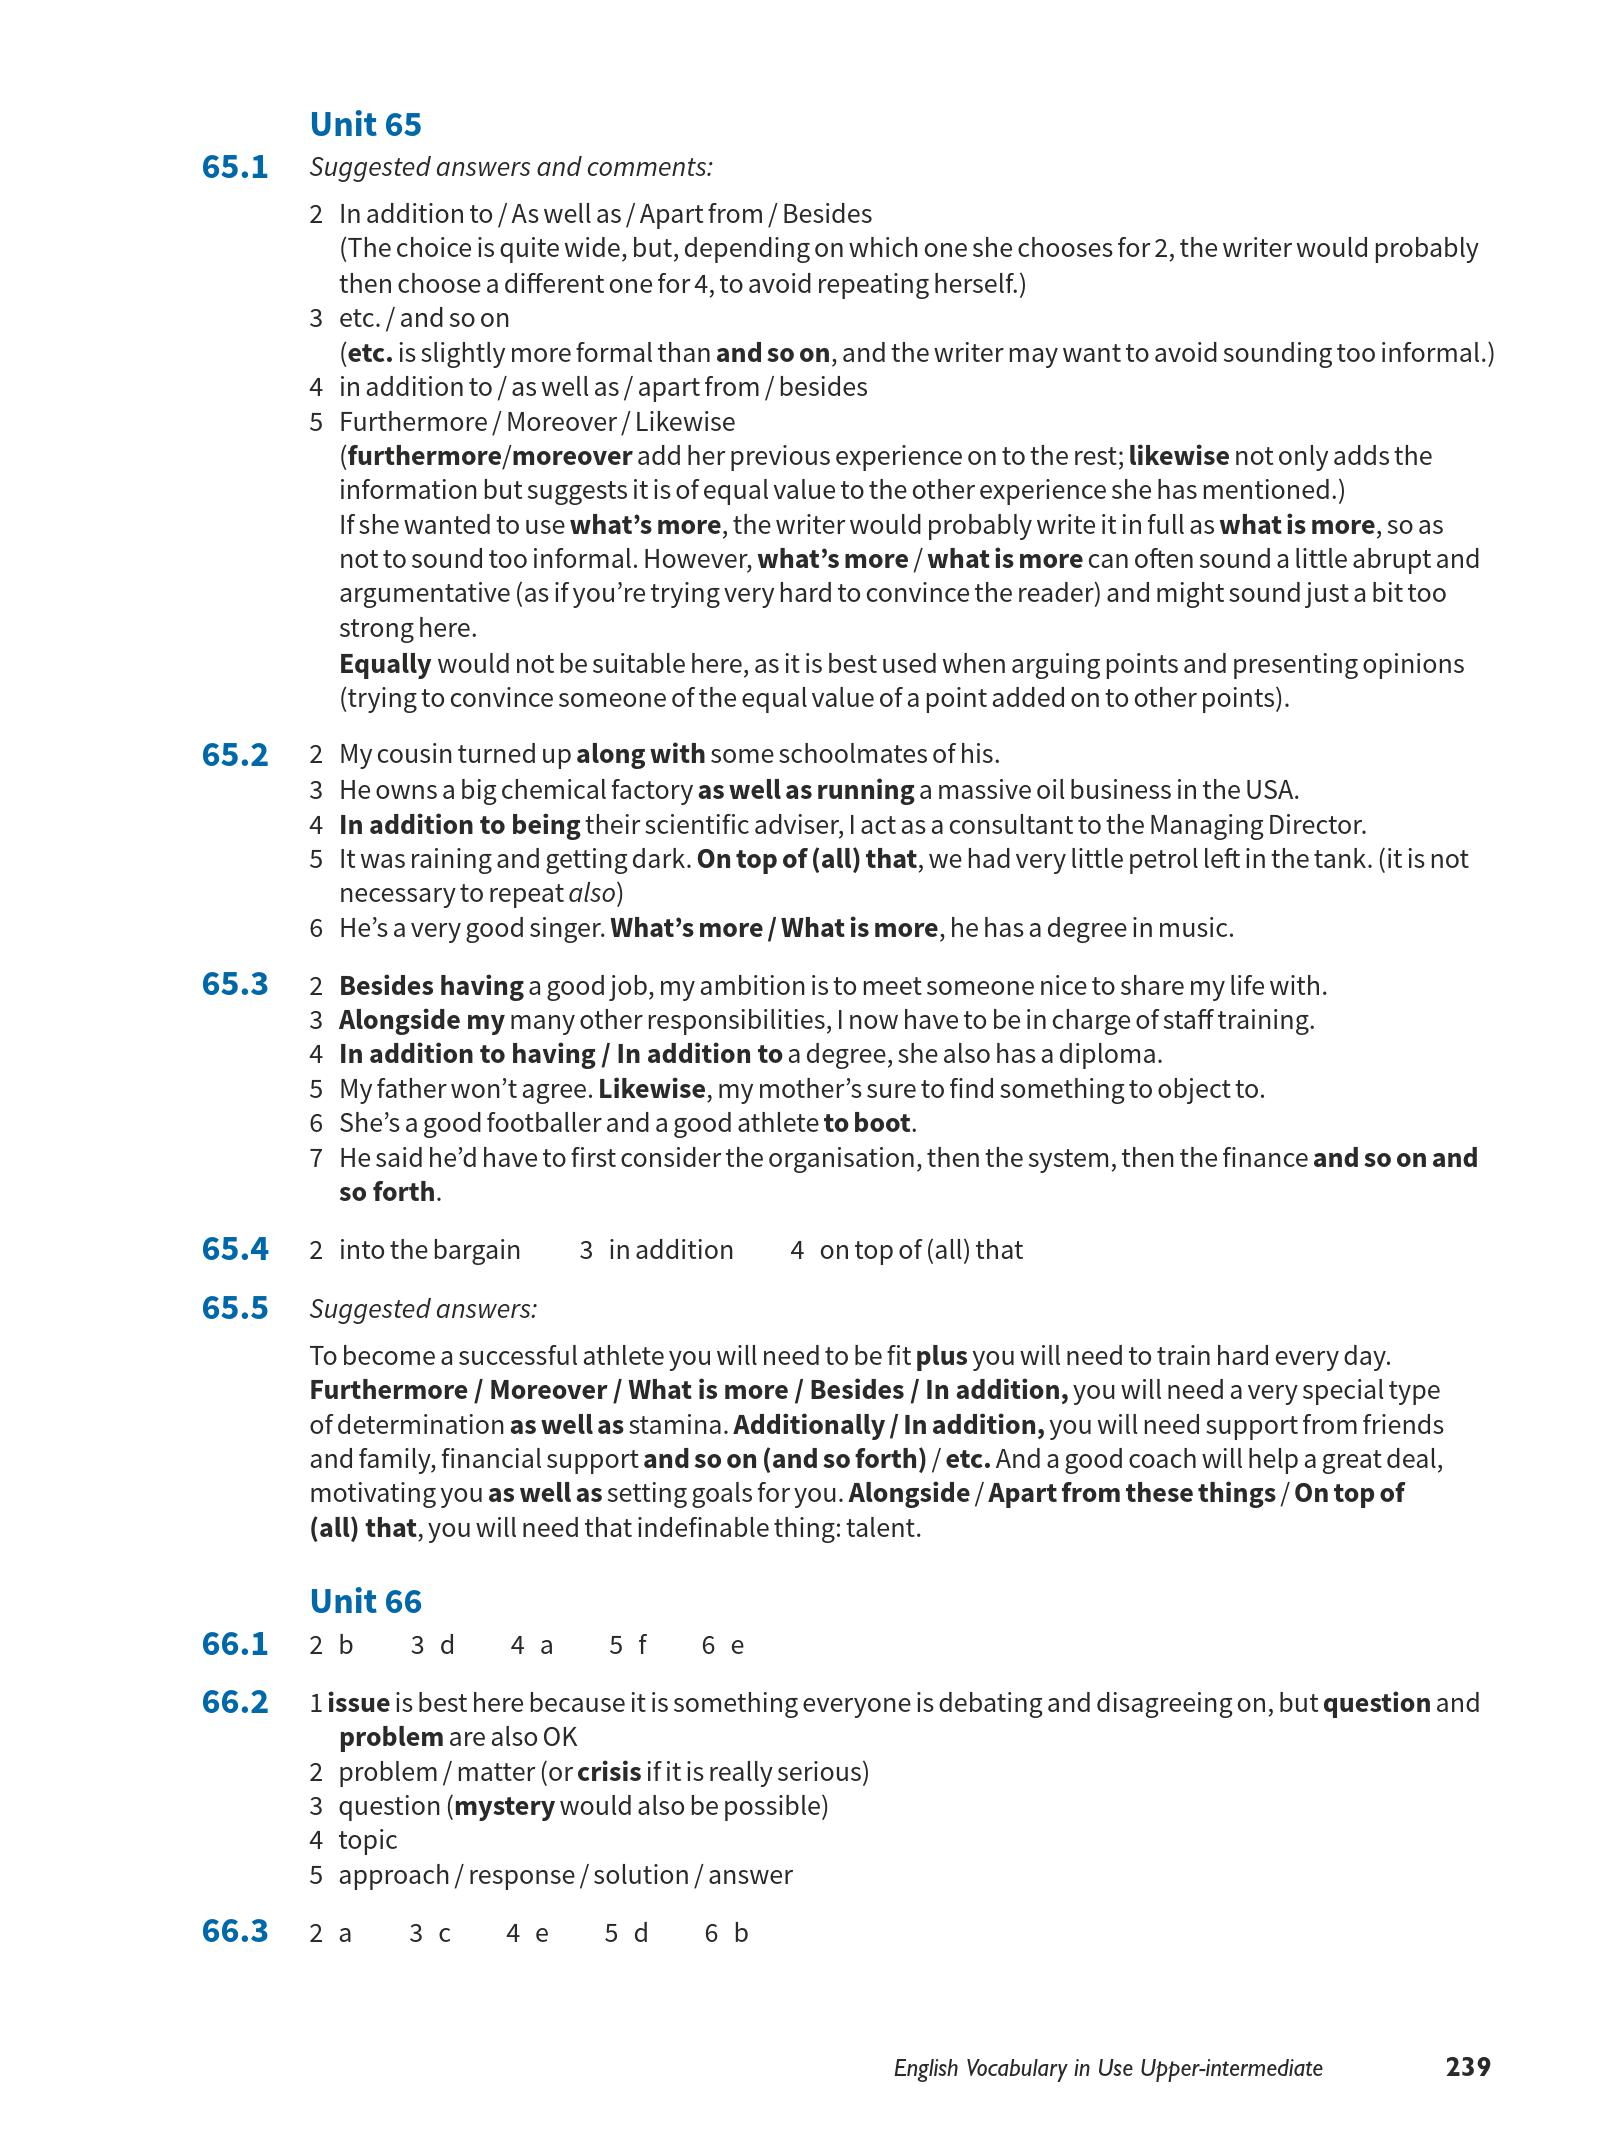 Unit 65
65.1 Suggested answers and comments:
2 In addition to / As well as / Apart from / Besides
(The choice is quite wide, but, depending on which one she chooses for 2, the writer would probably
then choose a different one for 4, to avoid repeating herself.)
3 etc. / and so on
(etc. is slightly more formal than and so on, and the writer may want to avoid sounding too informal.)
4 in addition to / as well as / apart from / besides
5 Furthermore / Moreover / Likewise
(furthermore/moreover add her previous experience on to the rest; likewise not only adds the
information but suggests it is of equal value to the other experience she has mentioned.)
If she wanted to use what’s more, the writer would probably write it in full as what is more, so as
not to sound too informal. However, what’s more / what is more can often sound a little abrupt and
argumentative (as if you’re trying very hard to convince the reader) and might sound just a bit too
strong here.
Equally would not be suitable here, as it is best used when arguing points and presenting opinions
(trying to convince someone of the equal value of a point added on to other points).
65.2 2 My cousin turned up along with some schoolmates of his.
3 He owns a big chemical factory as well as running a massive oil business in the USA.
4 In addition to being their scientific adviser, I act as a consultant to the Managing Director.
5 It was raining and getting dark. On top of (all) that, we had very little petrol left in the tank. (it is not
necessary to repeat also)
6 He’s a very good singer. What’s more / What is more, he has a degree in music.
65.3 2 Besides having a good job, my ambition is to meet someone nice to share my life with.
3 Alongside my many other responsibilities, I now have to be in charge of staff training.
4 In addition to having / In addition to a degree, she also has a diploma.
5 My father won’t agree. Likewise, my mother’s sure to find something to object to.
6 She’s a good footballer and a good athlete to boot.
7 He said he’d have to first consider the organisation, then the system, then the finance and so on and
so forth.
65.4 2 into the bargain 3 in addition 4 on top of (all) that
65.5 Suggested answers:
To become a successful athlete you will need to be fit plus you will need to train hard every day.
Furthermore / Moreover / What is more / Besides / In addition, you will need a very special type
of determination as well as stamina. Additionally / In addition, you will need support from friends
and family, financial support and so on (and so forth) / etc. And a good coach will help a great deal,
motivating you as well as setting goals for you. Alongside / Apart from these things / On top of
(all) that, you will need that indefinable thing: talent.
Unit 66
66.1 2 b 3 d 4 a 5 f 6 e
66.2 1 issue is best here because it is something everyone is debating and disagreeing on, but question and
problem are also OK
2 problem / matter (or crisis if it is really serious)
3 question (mystery would also be possible)
4 topic
5 approach / response / solution / answer
66.3 2 a 3 c 4 e 5 d 6 b
English Vocabulary in Use Upper-intermediate 239